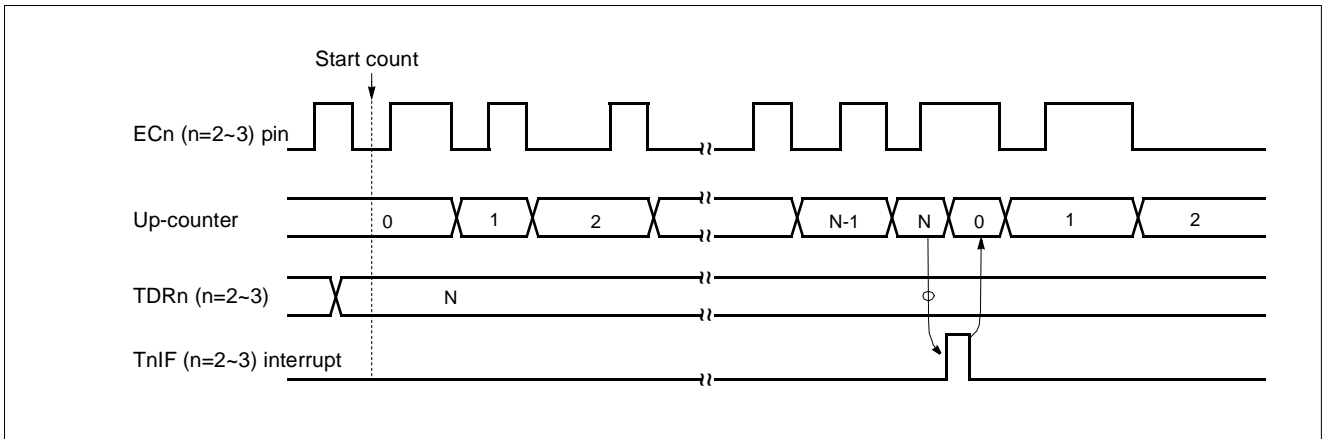 Start count
ECn (n=2~3) pin
Up-counter 0 1 2 N-1 N 0 1 2
TDRn (n=2~3) N
TnIF (n=2~3) interrupt